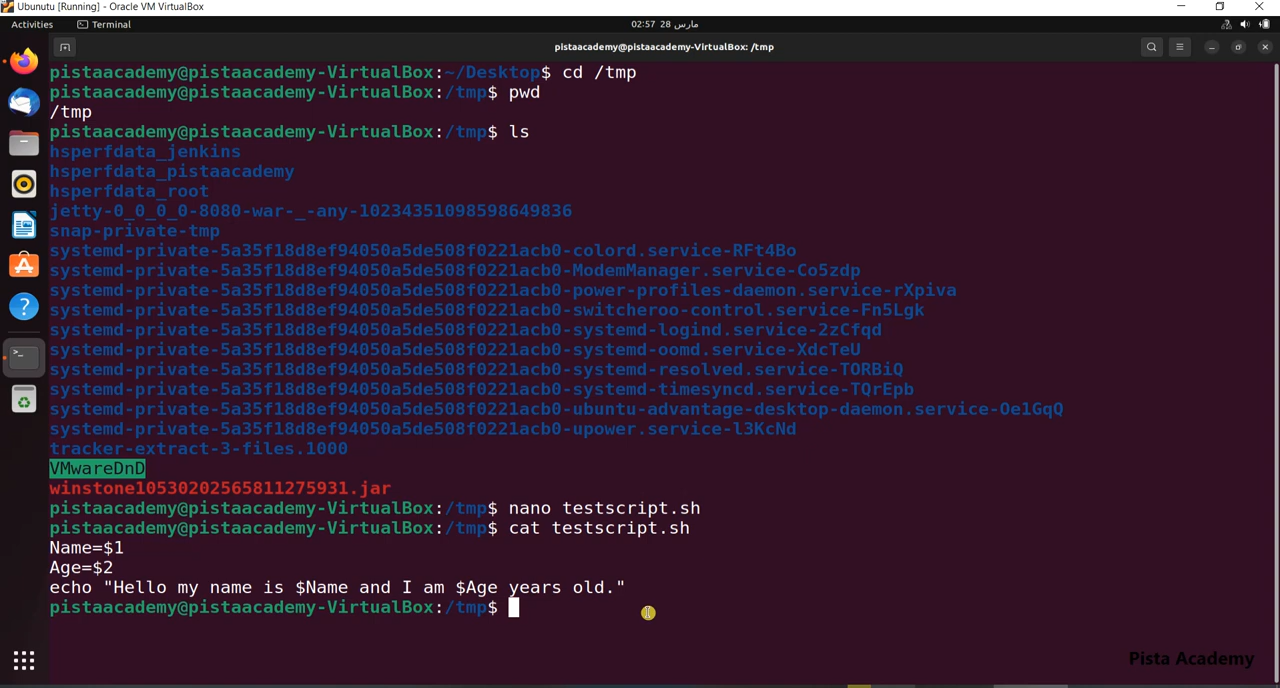 Ubunutu [Running] - Oracle VM VirtualBox
Activities Terminal 02:57 28 مارس
pistaacademy@pistaacademy-VirtualBox: /tmp
pistaacademy@pistaacademy-VirtualBox:~/Desktop$ cd /tmp
pistaacademy@pistaacademy-VirtualBox:/tmp$ pwd
/tmp
pistaacademy@pistaacademy-VirtualBox:/tmp$ ls
hsperfdata_jenkins
hsperfdata_pistaacademy
hsperfdata_root
jetty-0_0_0_0-8080-war-_-any-10234351098598649836
snap-private-tmp
systemd-private-5a35f18d8ef94050a5de508f0221acb0-colord.service-RFt4Bo
systemd-private-5a35f18d8ef94050a5de508f0221acb0-ModemManager.service-Co5zdp
systemd-private-5a35f18d8ef94050a5de508f0221acb0-power-profiles-daemon.service-rXpiva
systemd-private-5a35f18d8ef94050a5de508f0221acb0-switcheroo-control.service-Fn5Lgk
systemd-private-5a35f18d8ef94050a5de508f0221acb0-systemd-logind.service-2zCfqd
systemd-private-5a35f18d8ef94050a5de508f0221acb0-systemd-oomd.service-XdcTeU
systemd-private-5a35f18d8ef94050a5de508f0221acb0-systemd-resolved.service-TORBiQ
systemd-private-5a35f18d8ef94050a5de508f0221acb0-systemd-timesyncd.service-TQrEpb
systemd-private-5a35f18d8ef94050a5de508f0221acb0-ubuntu-advantage-desktop-daemon.service-Oe1GqQ
systemd-private-5a35f18d8ef94050a5de508f0221acb0-upower.service-l3KcNd
tracker-extract-3-files.1000
VMwareDnD
winstone10530202565811275931.jar
pistaacademy@pistaacademy-VirtualBox:/tmp$ nano testscript.sh
pistaacademy@pistaacademy-VirtualBox:/tmp$ cat testscript.sh
Name=$1
Age=$2
echo "Hello my name is $Name and I am $Age years old."
pistaacademy@pistaacademy-VirtualBox:/tmp$
Pista Academy